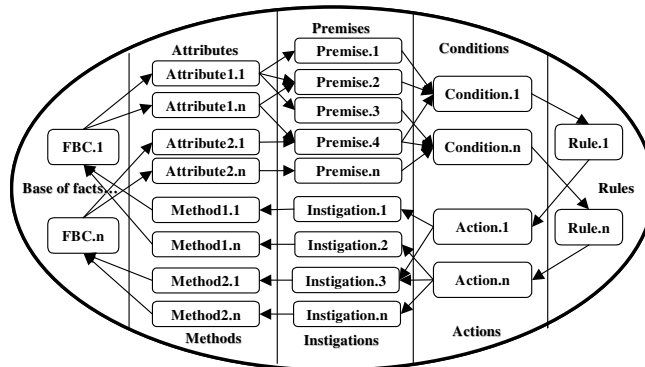 Premises
Attributes
Conditions
Premise.1
Attribute1.1
Premise.2
Condition.1
Attribute1.n
Premise.3
FBC.1
Attribute2.1
Premise.4
Condition.n
Rule.1
Attribute2.n
Premise.n
Base of facts...
Rules
Method1.1
Instigation.1
Action.1
FBC.n
Rule.n
Method1.n
Instigation.2
Method2.1
Instigation.3
Action.n
Method2.n
Instigation.n
Methods
Instigations
Actions